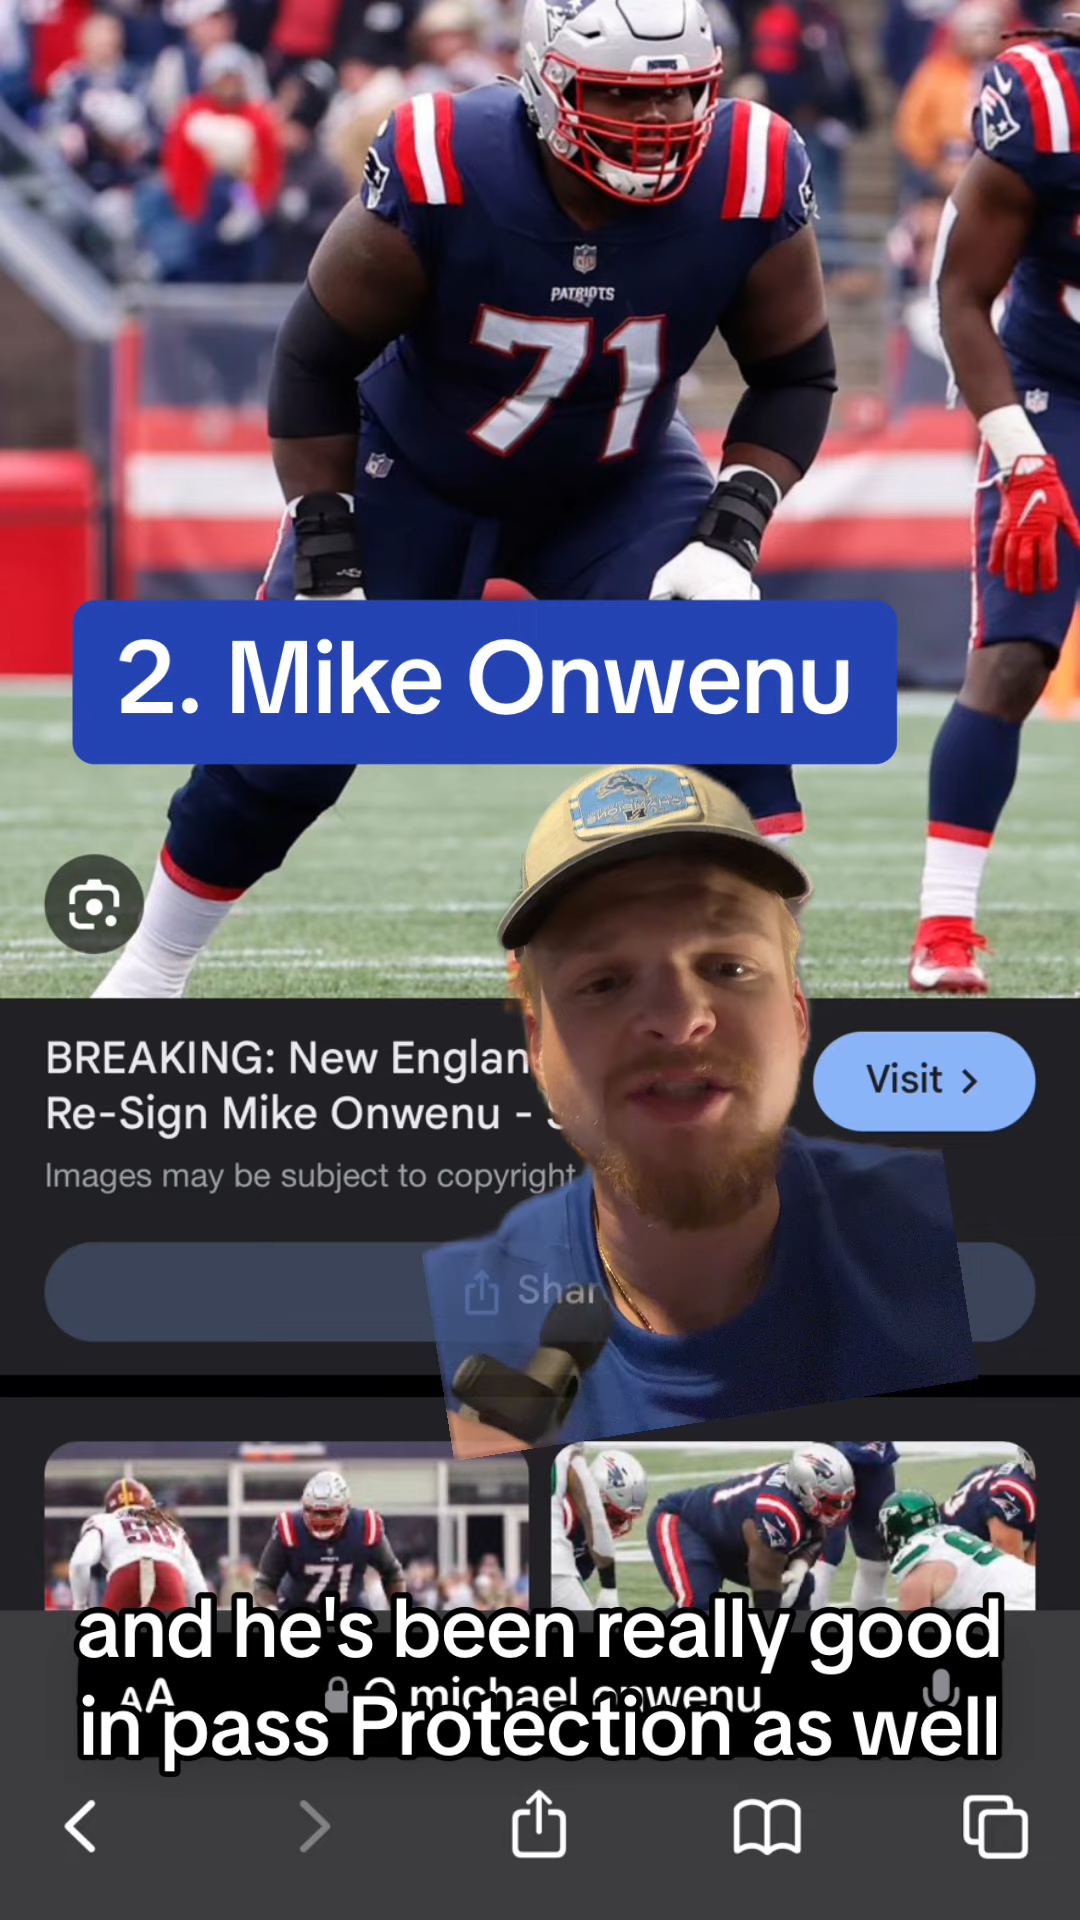 PATRIOTS
71
2. Mike Onwenu
BREAKING: New Englan
Re-Sign Mike Onwenu -
Visit >
Images may be subject to copyright
Shar
71
and he's been really good
AA michael onwenu
in pass Protection as well